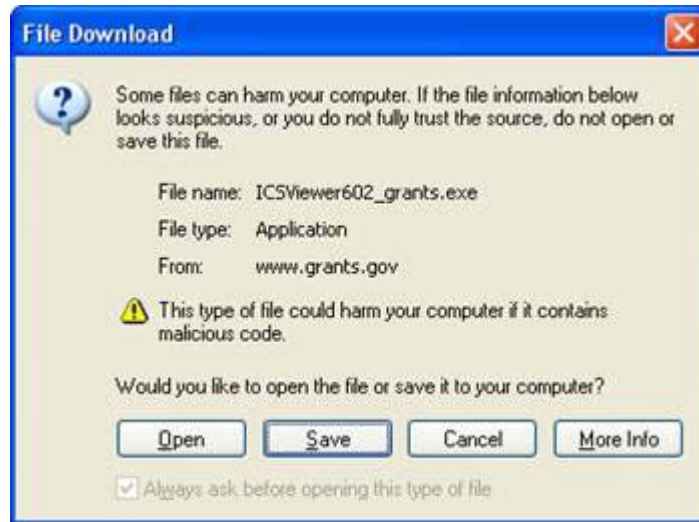 File Download
Some files can harm your computer. If the file information below
looks suspicious, or you do not fully trust the source, do not open or
save this file.
File name: ICSViewer602_grants.exe
File type: Application
From: www.grants.gov
This type of file could harm your computer if it contains
malicious code.
Would you like to open the file or save it to your computer?
Open Save Cancel More Info
Always ask before opening this type of file